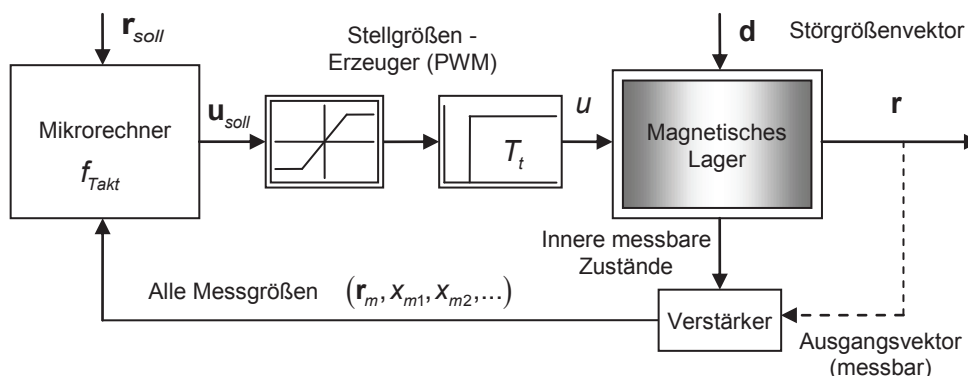 r_soll
Stellgrößen -
Erzeuger (PWM)
d
Störgrößenvektor
Mikrorechner
f_Takt
u_soll
T_t
u
Magnetisches
Lager
r
Innere messbare
Zustände
Alle Messgrößen (r_m, x_m1, x_m2,...)
Verstärker
Ausgangsvektor
(messbar)